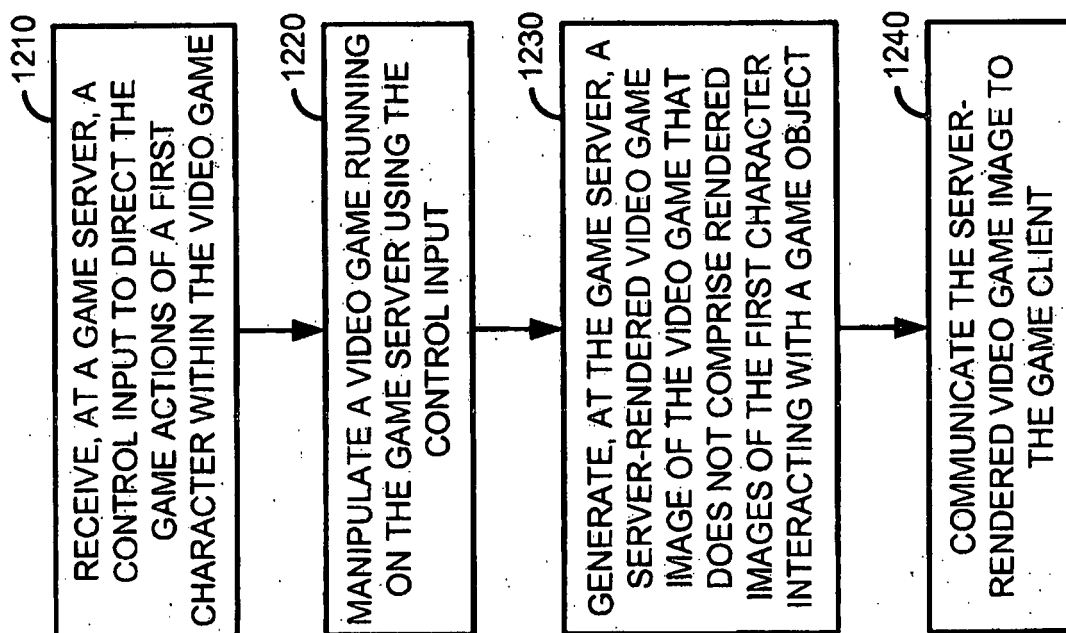 1210
RECEIVE, AT A GAME SERVER, A
CONTROL INPUT TO DIRECT THE
GAME ACTIONS OF A FIRST
CHARACTER WITHIN THE VIDEO GAME
1220
MANIPULATE A VIDEO GAME RUNNING
ON THE GAME SERVER USING THE
CONTROL INPUT
1230
GENERATE, AT THE GAME SERVER, A
SERVER-RENDERED VIDEO GAME
IMAGE OF THE VIDEO GAME THAT
DOES NOT COMPRISE RENDERED
IMAGES OF THE FIRST CHARACTER
INTERACTING WITH A GAME OBJECT
1240
COMMUNICATE THE SERVER-
RENDERED VIDEO GAME IMAGE TO
THE GAME CLIENT